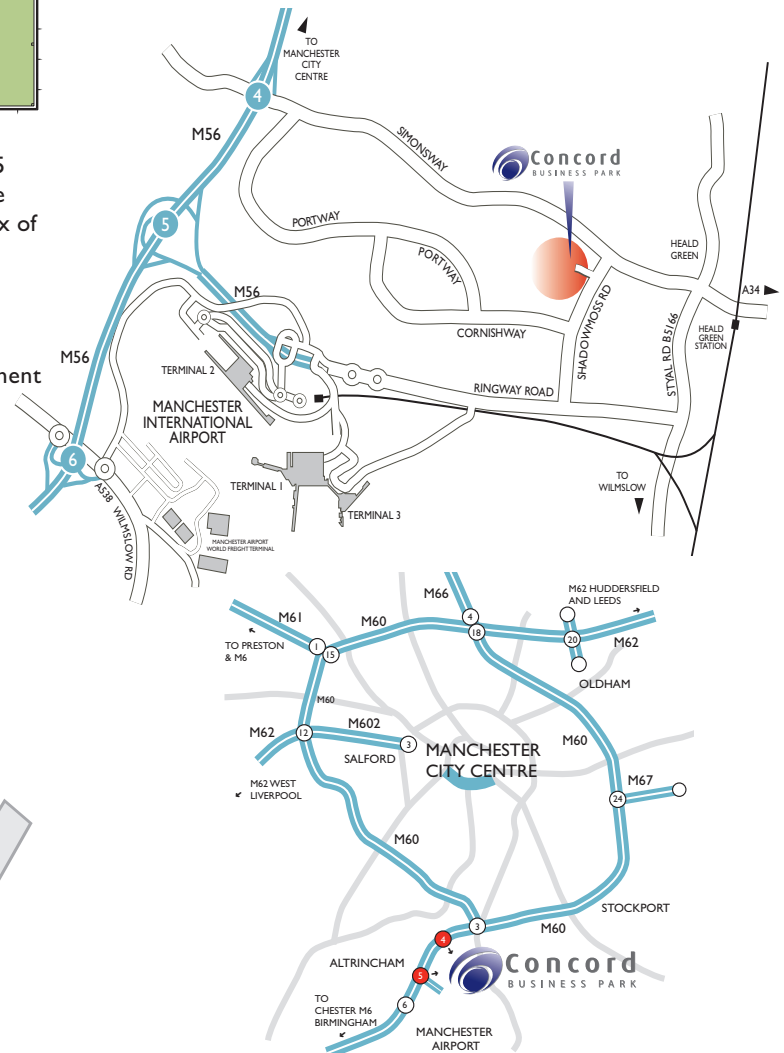 TO
MANCHESTER
CITY
CENTRE
4
M56
SIMONSWAY
Concord
BUSINESS PARK
5
e
x of
5
PORTWAY
PORTWAY
HEALD
GREEN
M56
A34
SHADOWMOSS RD
CORNISHWAY
STYAL RD B5166
HEALD
GREEN
STATION
M56
TERMINAL 2
nent
RINGWAY ROAD
MANCHESTER
INTERNATIONAL
AIRPORT
6
TO
WILMSLOW
TERMINAL 1
TERMINAL 3
A538 WILMSLOW RD
MANCHESTER AIRPORT
WORLD FREIGHT TERMINAL
M66
M62 HUDDERSFIELD
AND LEEDS
M61
M60
4
18
20
M62
TO PRESTON
& M6
1
15
OLDHAM
M60
M62
M602
12
3
SALFORD
MANCHESTER
CITY CENTRE
M60
M67
M62 WEST
LIVERPOOL
24
M60
STOCKPORT
3
M60
4
ALTRINCHAM
5
Concord
BUSINESS PARK
TO
CHESTER M6
BIRMINGHAM
6
MANCHESTER
AIRPORT